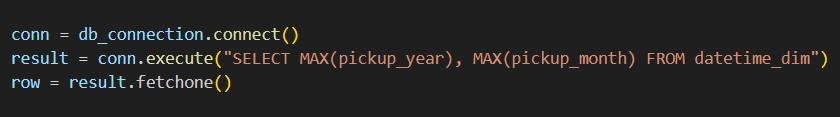 conn = db_connection.connect()
result = conn.execute("SELECT MAX(pickup_year), MAX(pickup_month) FROM datetime_dim")
row = result.fetchone()